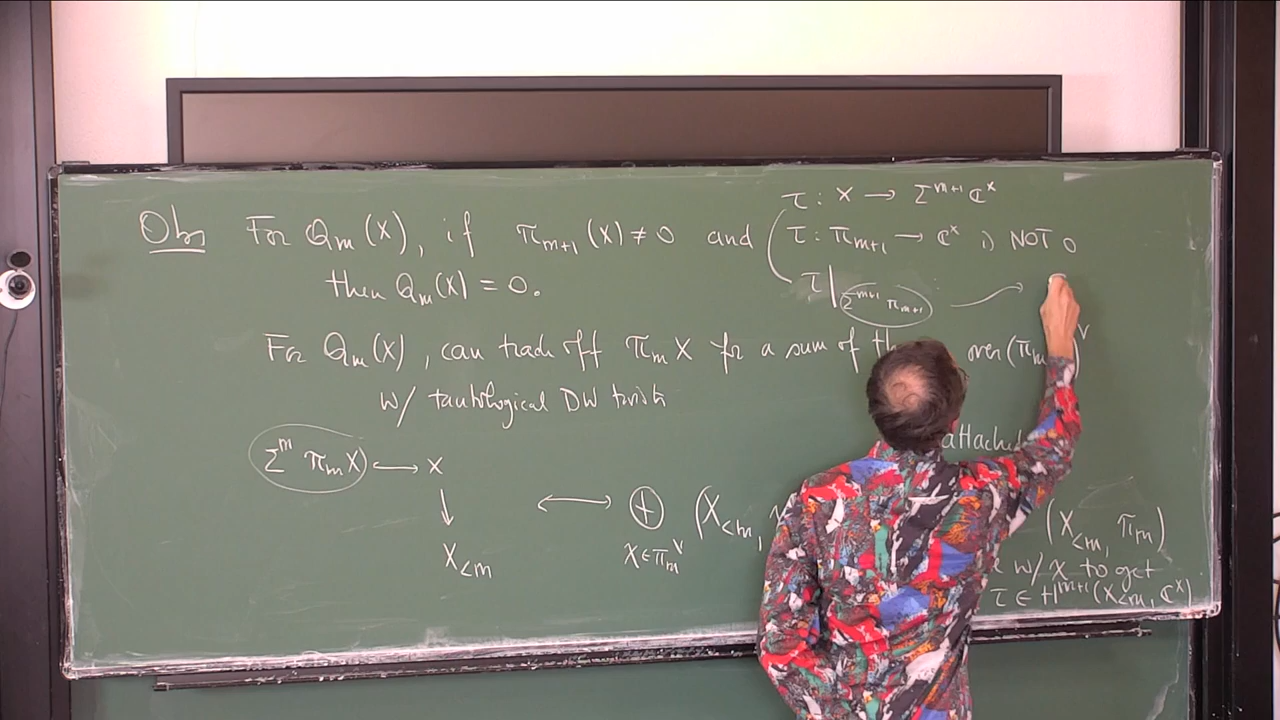 τ : X → Σ^{m+1} ℂ^×
Obs For Q_m(X), if π_{m+1}(X) ≠ 0 and τ : π_{m+1} → ℂ^× is NOT 0
then Q_m(X) = 0. τ|_{Σ^{m+1} π_{m+1}} →
For Q_m(X), can trade off π_m X for a sum of over (π_m )^∨
w/ tautological DW twists
attached
Σ^m π_m X ↪ X
↓ ↔ ⊕ (X_{<m}, (X_{<m}, π_m)
X_{<m} χ∈π_m^∨ w/ χ to get
τ ∈ H^{m+1}(X_{<m}, ℂ^×)